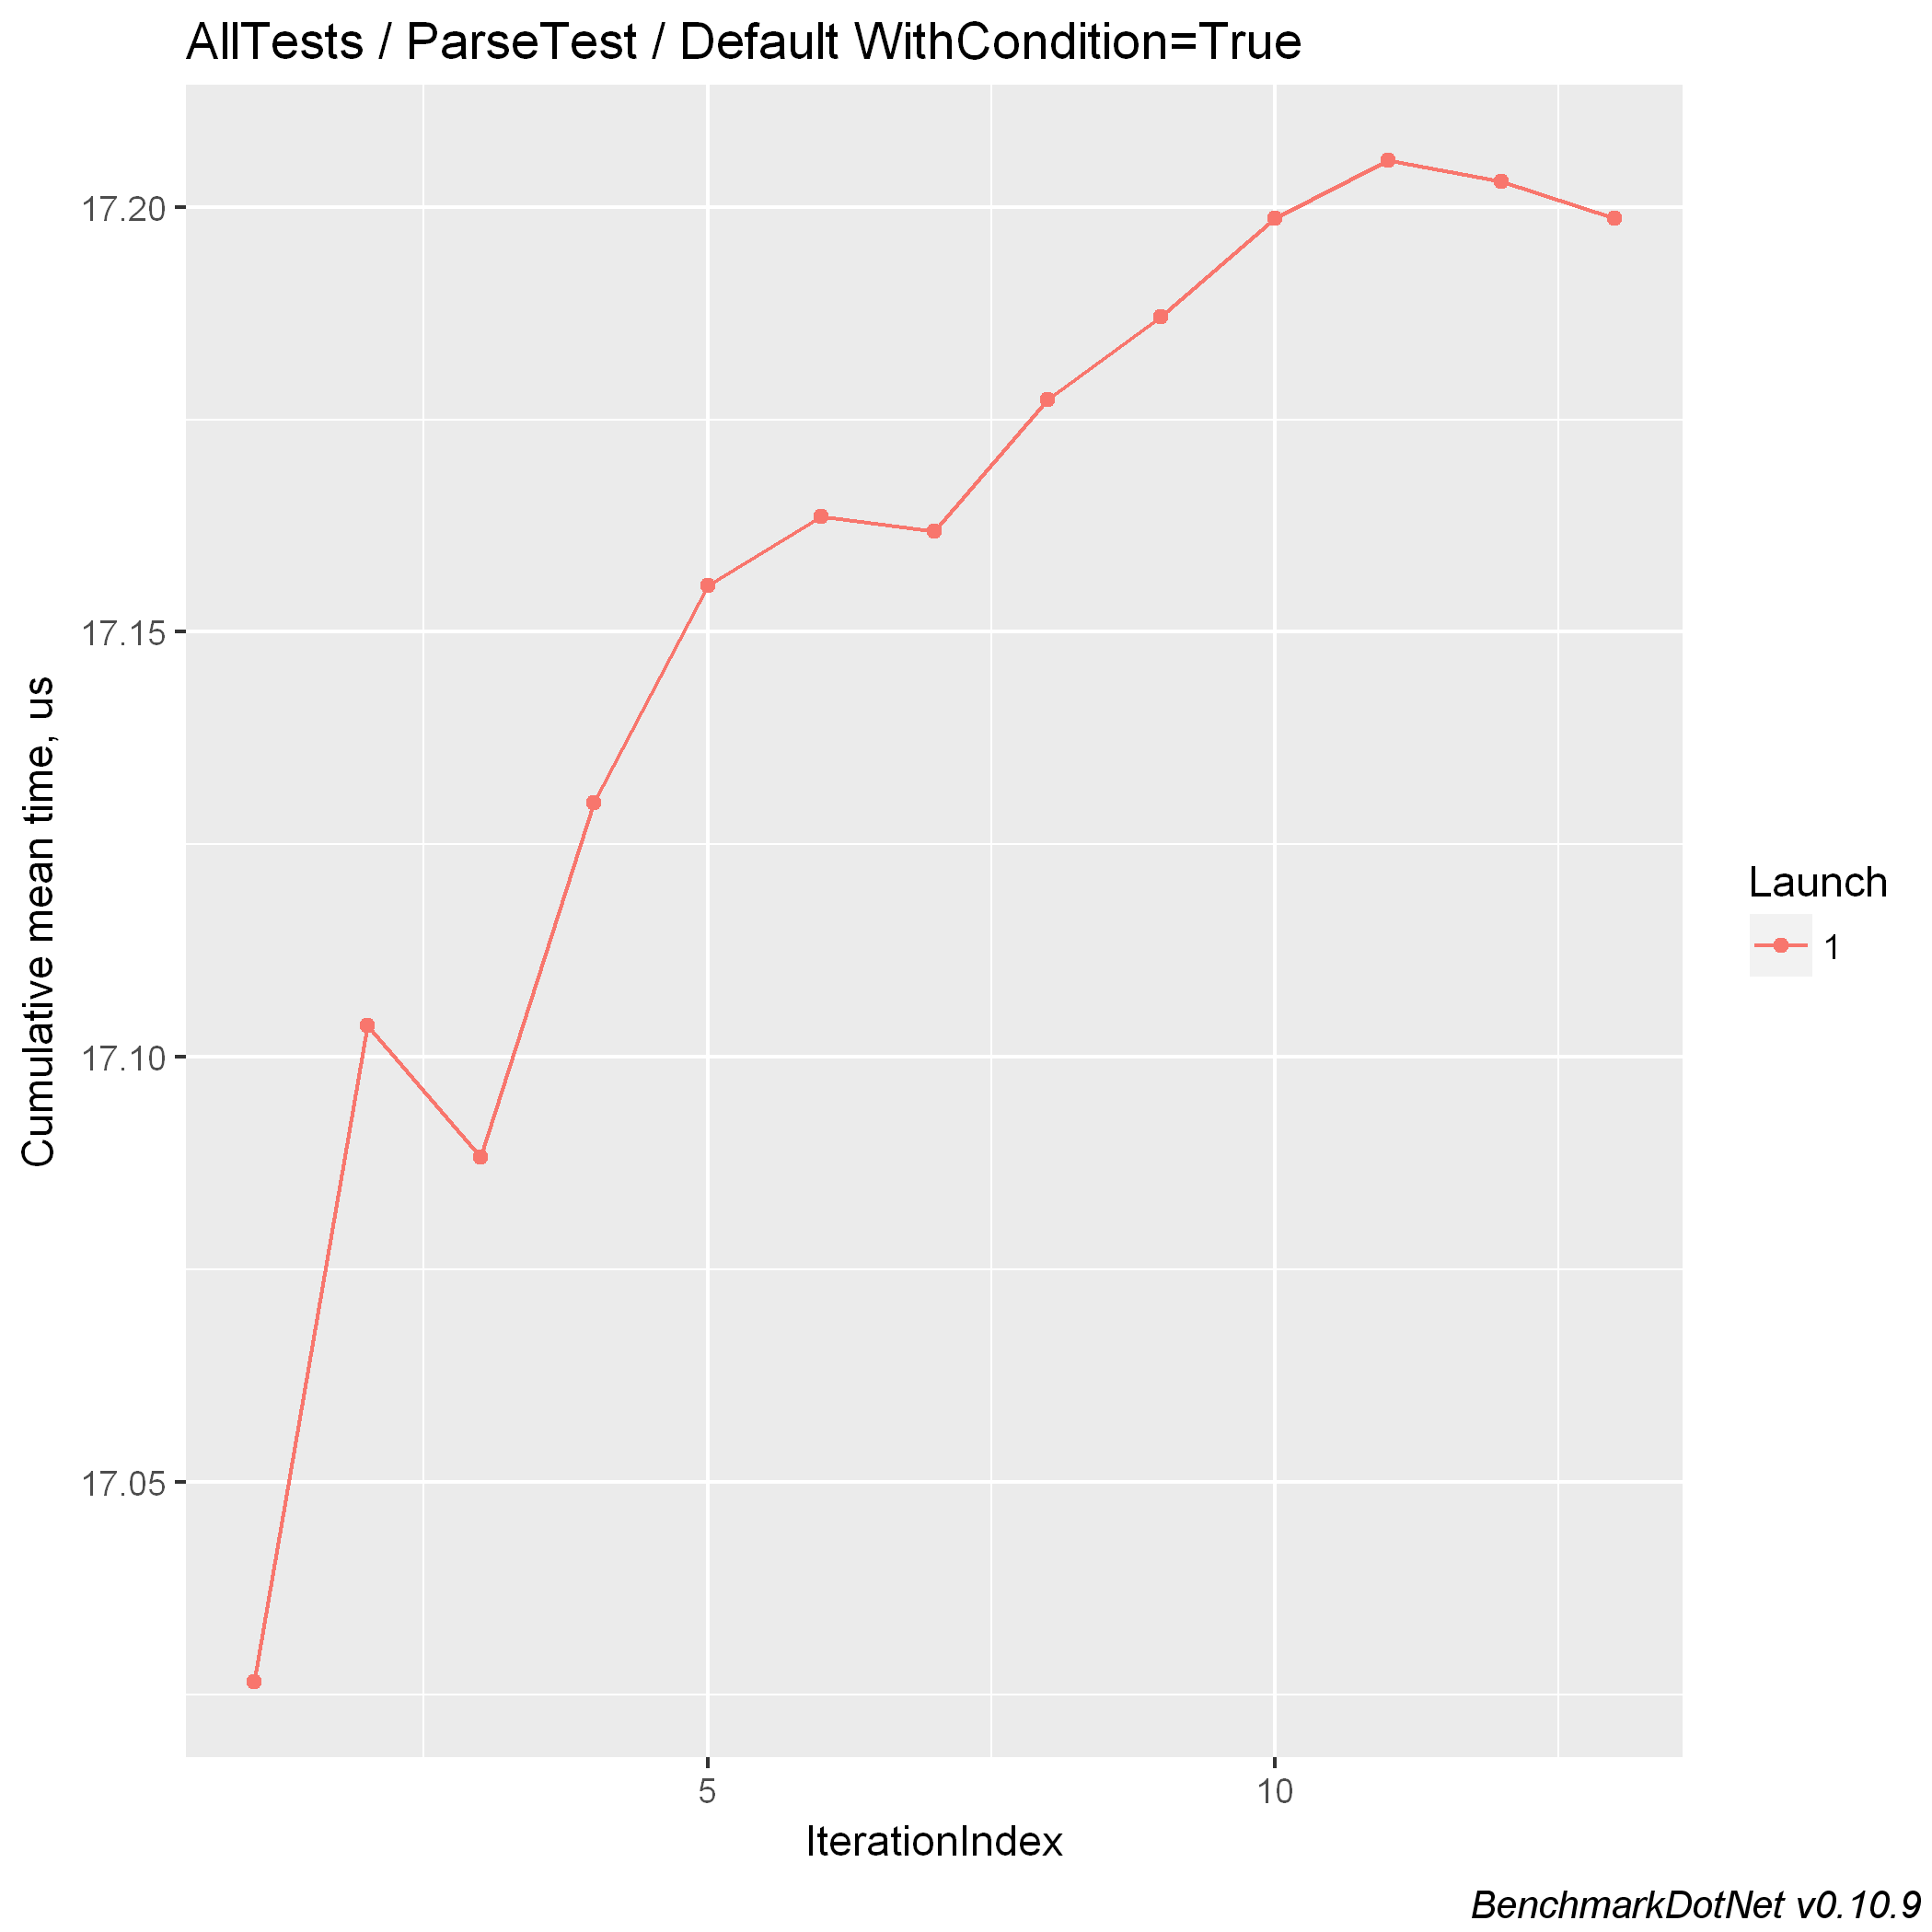 AllTests / ParseTest / Default WithCondition=True
17.20
17.15
17.10
17.05
Cumulative mean time, us
5
10
IterationIndex
Launch
1
BenchmarkDotNet v0.10.9